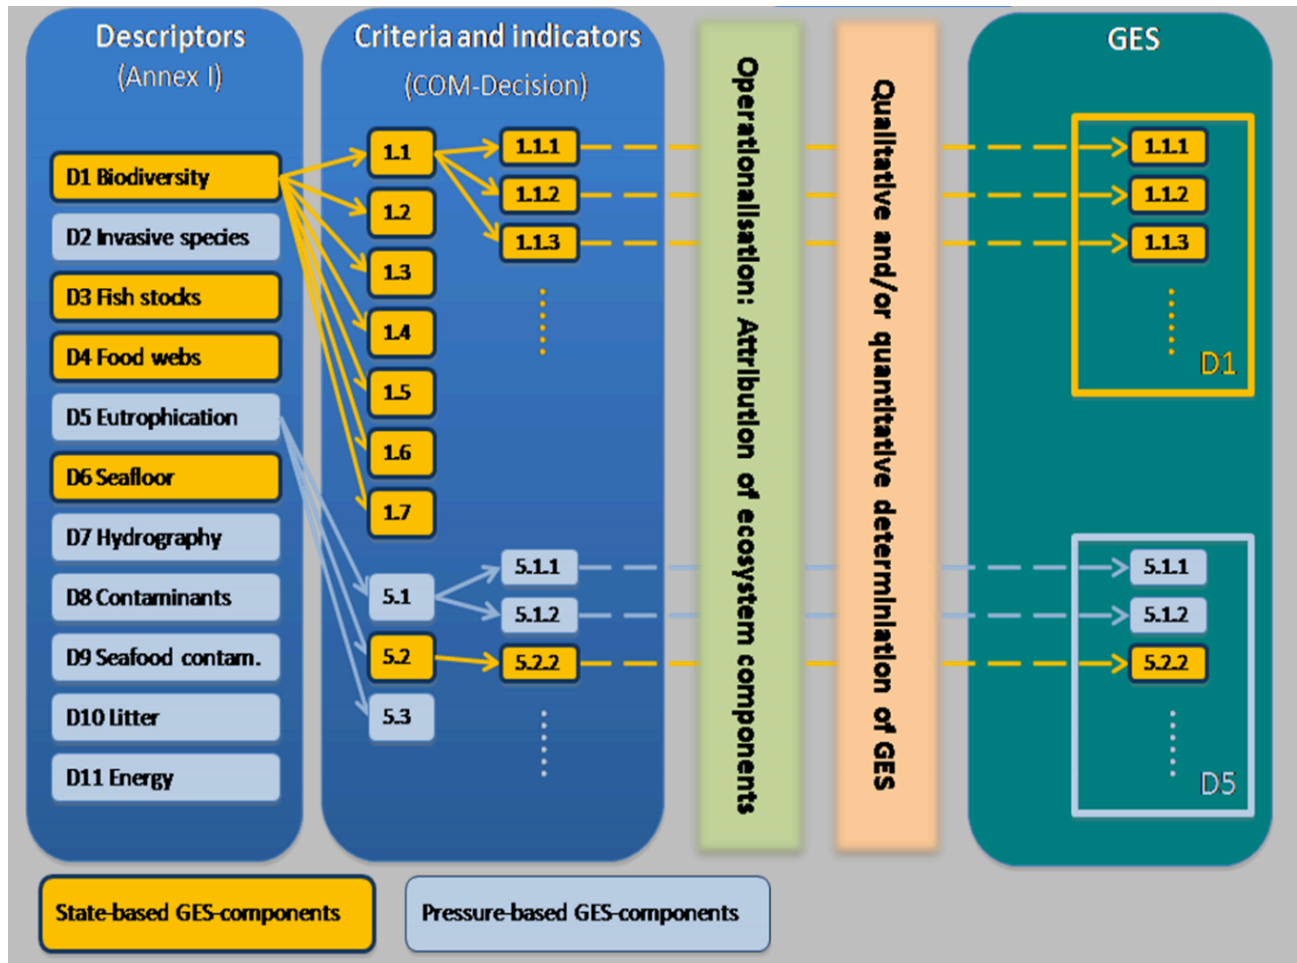 Descriptors
(Annex I)
D1 Biodiversity
D2 Invasive species
D3 Fish stocks
D4 Food webs
D5 Eutrophication
D6 Seafloor
D7 Hydrography
D8 Contaminants
D9 Seafood contam.
D10 Litter
D11 Energy
Criteria and indicators
(COM-Decision)
1.1
1.2
1.3
1.4
1.5
1.6
1.7
5.1
5.2
5.3
1.1.1
1.1.2
1.1.3
5.1.1
5.1.2
5.2.2
Operationalisation: Attribution of ecosystem components
Qualitative and/or quantitative determiniation of GES
GES
1.1.1
1.1.2
1.1.3
D1
5.1.1
5.1.2
5.2.2
D5
State-based GES-components
Pressure-based GES-components